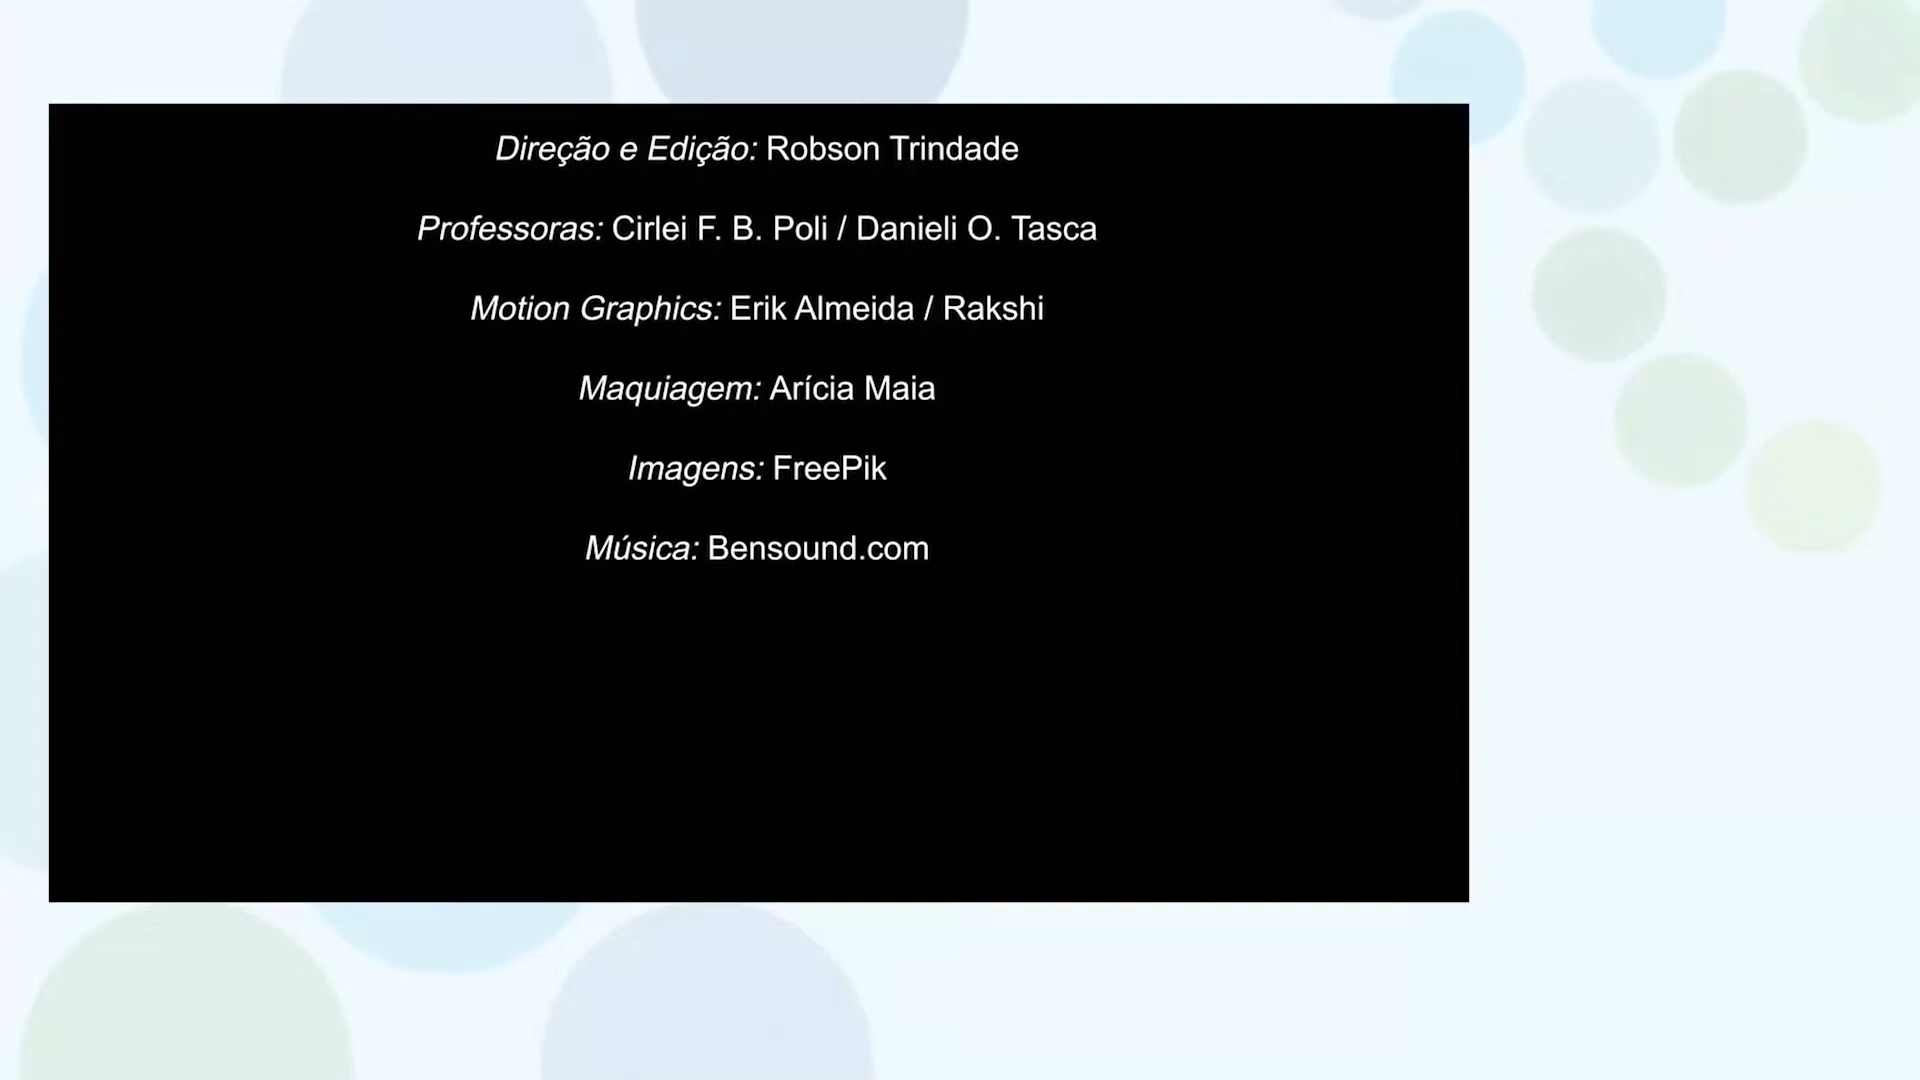 Direção e Edição: Robson Trindade
Professoras: Cirlei F. B. Poli / Danieli O. Tasca
Motion Graphics: Erik Almeida / Rakshi
Maquiagem: Arícia Maia
Imagens: FreePik
Música: Bensound.com